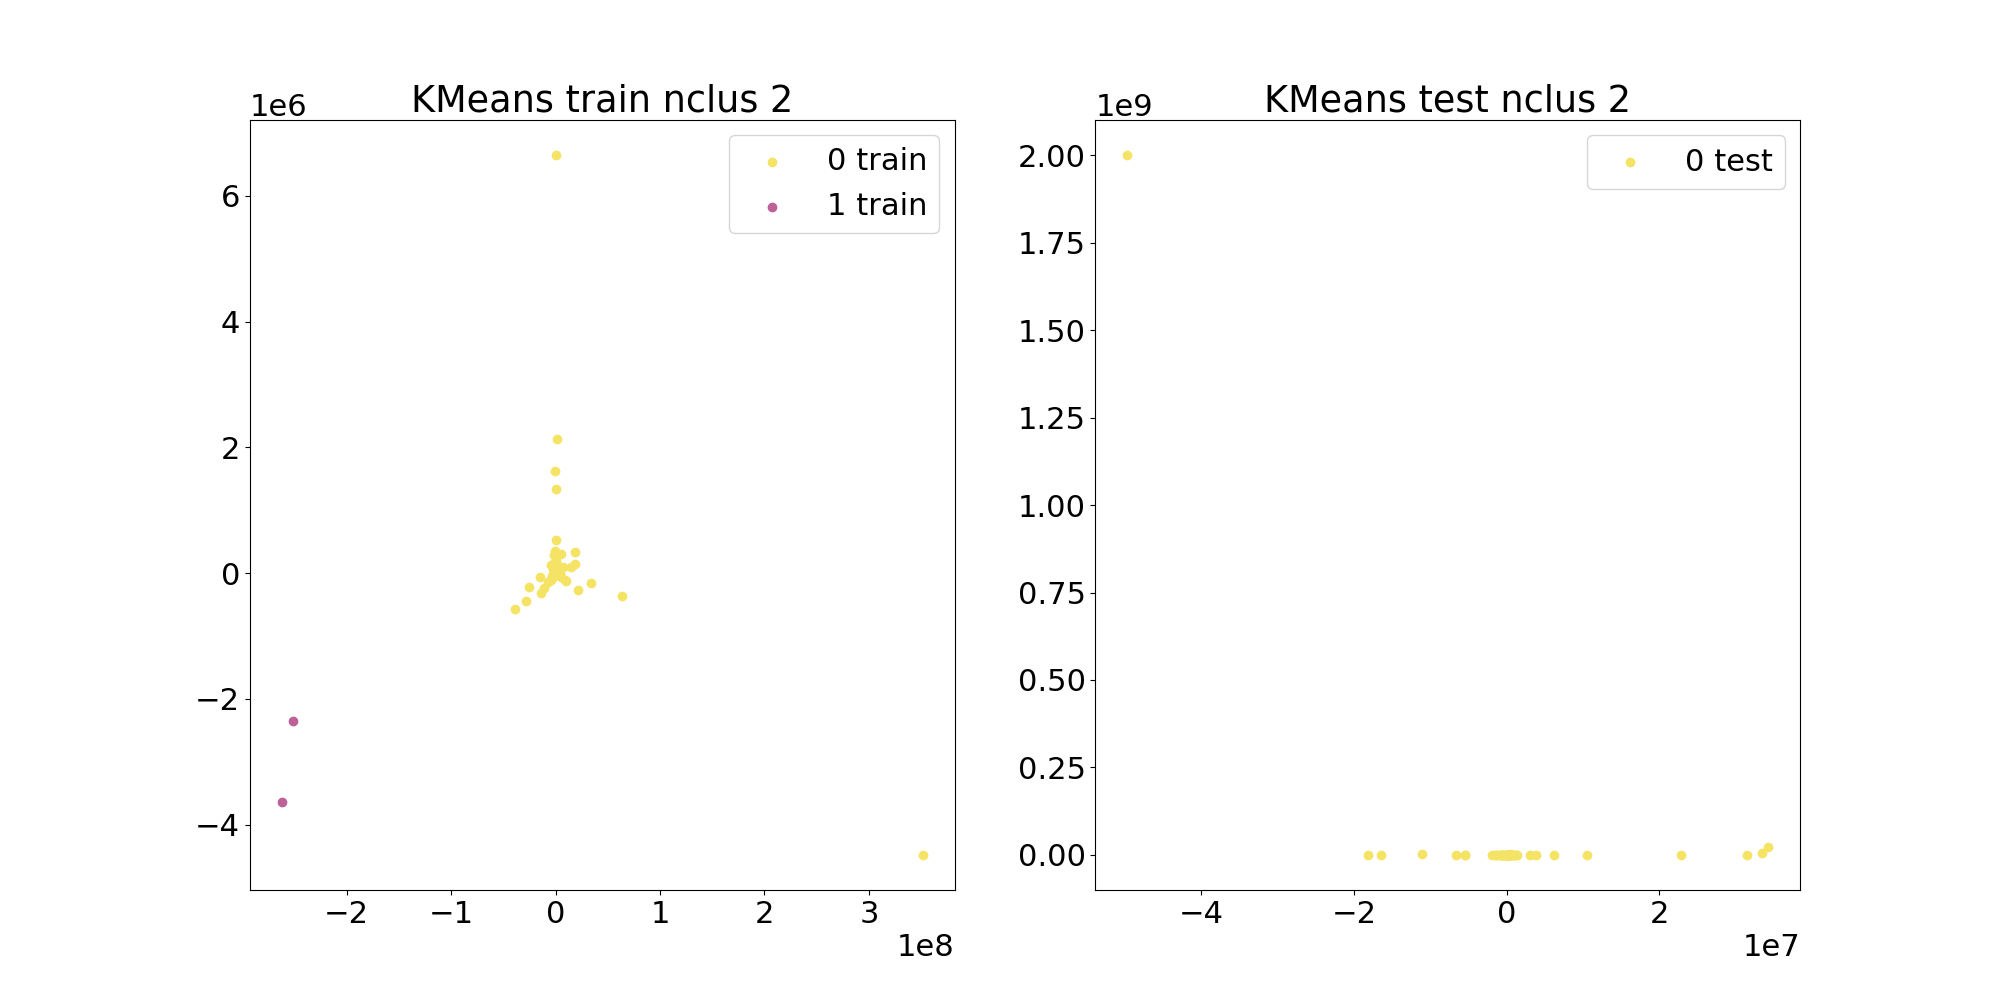 KMeans train nclus 2
1e6
0 train
1 train
6
4
2
0
−2
−4
−2 −1 0 1 2 3
1e8
KMeans test nclus 2
1e9
0 test
2.00
1.75
1.50
1.25
1.00
0.75
0.50
0.25
0.00
−4 −2 0 2
1e7